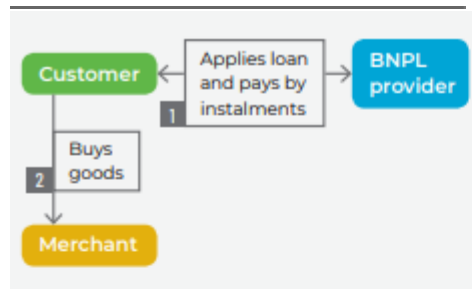 Customer
Applies loan
and pays by
instalments
1
BNPL
provider
Buys
goods
2
Merchant